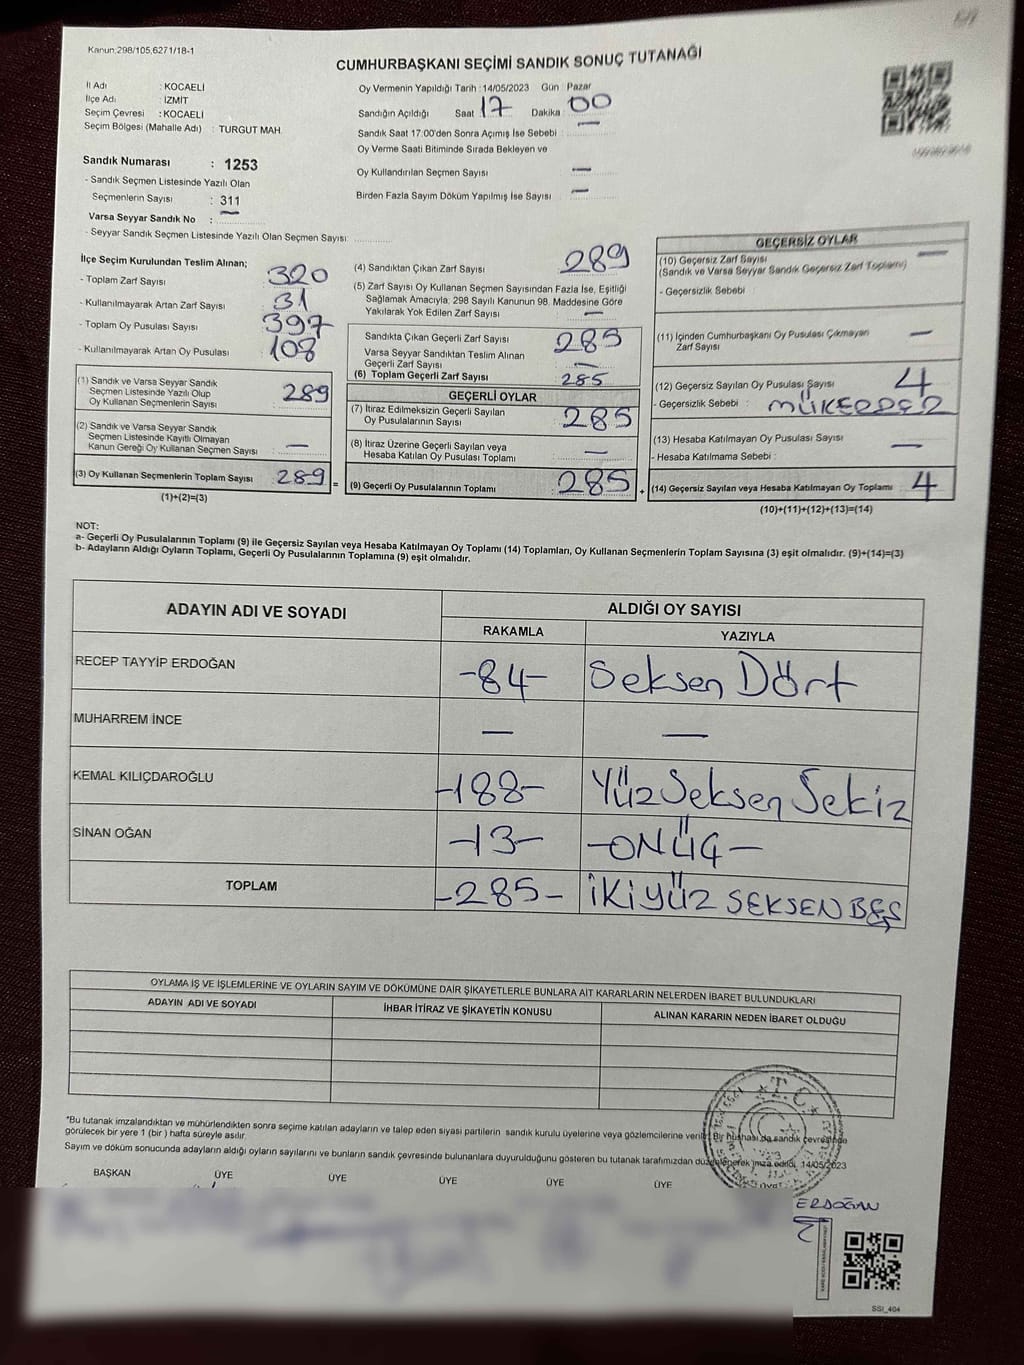 Kanun:298/105,6271/18-1
CUMHURBAŞKANI SEÇİMİ SANDIK SONUÇ TUTANAĞI
İl Adı : KOCAELİ
İlçe Adı : İZMİT
Seçim Çevresi : KOCAELİ
Seçim Bölgesi (Mahalle Adı) : TURGUT MAH.
Sandık Numarası : 1253
- Sandık Seçmen Listesinde Yazılı Olan
Seçmenlerin Sayısı : 311
Varsa Seyyar Sandık No : —
- Seyyar Sandık Seçmen Listesinde Yazılı Olan Seçmen Sayısı:
Oy Vermenin Yapıldığı Tarih : 14/05/2023 Gün Pazar
Sandığın Açıldığı Saat 17 Dakika 00
Sandık Saat 17:00'den Sonra Açımış İse Sebebi : —
Oy Verme Saati Bitiminde Sırada Bekleyen ve
Oy Kullandırılan Seçmen Sayısı —
Birden Fazla Sayım Döküm Yapılmış İse Sayısı —
İlçe Seçim Kurulundan Teslim Alınan;
- Toplam Zarf Sayısı 320
- Kullanılmayarak Artan Zarf Sayısı 31
- Toplam Oy Pusulası Sayısı 397
- Kullanılmayarak Artan Oy Pusulası 108
(1) Sandık ve Varsa Seyyar Sandık
Seçmen Listesinde Yazılı Olup
Oy Kullanan Seçmenlerin Sayısı 289
(2) Sandık ve Varsa Seyyar Sandık
Seçmen Listesinde Kayıtlı Olmayan
Kanun Gereği Oy Kullanan Seçmen Sayısı —
(3) Oy Kullanan Seçmenlerin Toplam Sayısı 289 =
(1)+(2)=(3)
(4) Sandıktan Çıkan Zarf Sayısı 289
(5) Zarf Sayısı Oy Kullanan Seçmen Sayısından Fazla İse, Eşitliği
Sağlamak Amacıyla; 298 Sayılı Kanunun 98. Maddesine Göre
Yakılarak Yok Edilen Zarf Sayısı —
Sandıkta Çıkan Geçerli Zarf Sayısı 285
Varsa Seyyar Sandıktan Teslim Alınan
Geçerli Zarf Sayısı —
(6) Toplam Geçerli Zarf Sayısı 285
GEÇERLİ OYLAR
(7) İtiraz Edilmeksizin Geçerli Sayılan
Oy Pusulalarının Sayısı 285
(8) İtiraz Üzerine Geçerli Sayılan veya
Hesaba Katılan Oy Pusulası Toplamı —
(9) Geçerli Oy Pusulalarının Toplamı 285 +
GEÇERSİZ OYLAR
(10) Geçersiz Zarf Sayısı —
(Sandık ve Varsa Seyyar Sandık Geçersiz Zarf Toplamı)
- Geçersizlik Sebebi :
(11) İçinden Cumhurbaşkanı Oy Pusulası Çıkmayan —
Zarf Sayısı
(12) Geçersiz Sayılan Oy Pusulası Sayısı 4
- Geçersizlik Sebebi : MÜKERRER
(13) Hesaba Katılmayan Oy Pusulası Sayısı —
- Hesaba Katılmama Sebebi :
(14) Geçersiz Sayılan veya Hesaba Katılmayan Oy Toplamı 4
(10)+(11)+(12)+(13)=(14)
NOT:
a- Geçerli Oy Pusulalarının Toplamı (9) ile Geçersiz Sayılan veya Hesaba Katılmayan Oy Toplamı (14) Toplamları, Oy Kullanan Seçmenlerin Toplam Sayısına (3) eşit olmalıdır. (9)+(14)=(3)
b- Adayların Aldığı Oyların Toplamı, Geçerli Oy Pusulalarının Toplamına (9) eşit olmalıdır.
ADAYIN ADI VE SOYADI ALDIĞI OY SAYISI
RAKAMLA YAZIYLA
RECEP TAYYİP ERDOĞAN -84- Seksen Dört
MUHARREM İNCE — —
KEMAL KILIÇDAROĞLU -188- YüzSeksenSekiz
SİNAN OĞAN -13- -ONÜÇ-
TOPLAM -285- İKİYÜZ SEKSENBEŞ
OYLAMA İŞ VE İŞLEMLERİNE VE OYLARIN SAYIM VE DÖKÜMÜNE DAİR ŞİKAYETLERLE BUNLARA AİT KARARLARIN NELERDEN İBARET BULUNDUKLARI
ADAYIN ADI VE SOYADI İHBAR İTİRAZ VE ŞİKAYETİN KONUSU ALINAN KARARIN NEDEN İBARET OLDUĞU
*Bu tutanak imzalandıktan ve mühürlendikten sonra seçime katılan adayların ve talep eden siyasi partilerin sandık kurulu üyelerine veya gözlemcilerine verilir. Bir nüshası da sandık çevresinde
görülecek bir yere 1 (bir ) hafta süreyle asılır.
Sayım ve döküm sonucunda adayların aldığı oyların sayılarını ve bunların sandık çevresinde bulunanlara duyurulduğunu gösteren bu tutanak tarafımızdan düzenlenerek imza edildi. 14/05/2023
T.C.
BAŞKAN ÜYE ÜYE ÜYE ÜYE ÜYE
ERDOĞAN
SSİ_404